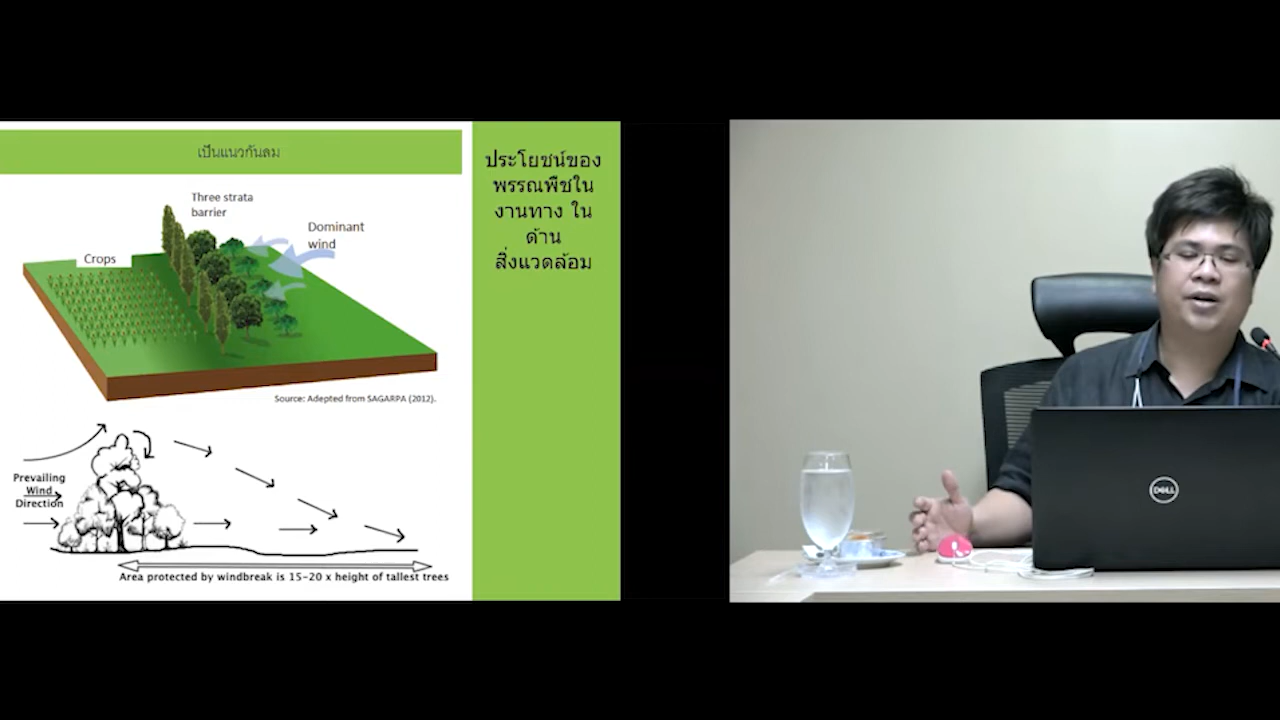 เป็นแนวกันลม
Three strata
barrier
Dominant
wind
Crops
Source: Adepted from SAGARPA (2012).
Prevailing
Wind
Direction
Area protected by windbreak is 15-20 x height of tallest trees
ประโยชน์ของ
พรรณพืชใน
งานทาง ใน
ด้าน
สิ่งแวดล้อม
DELL